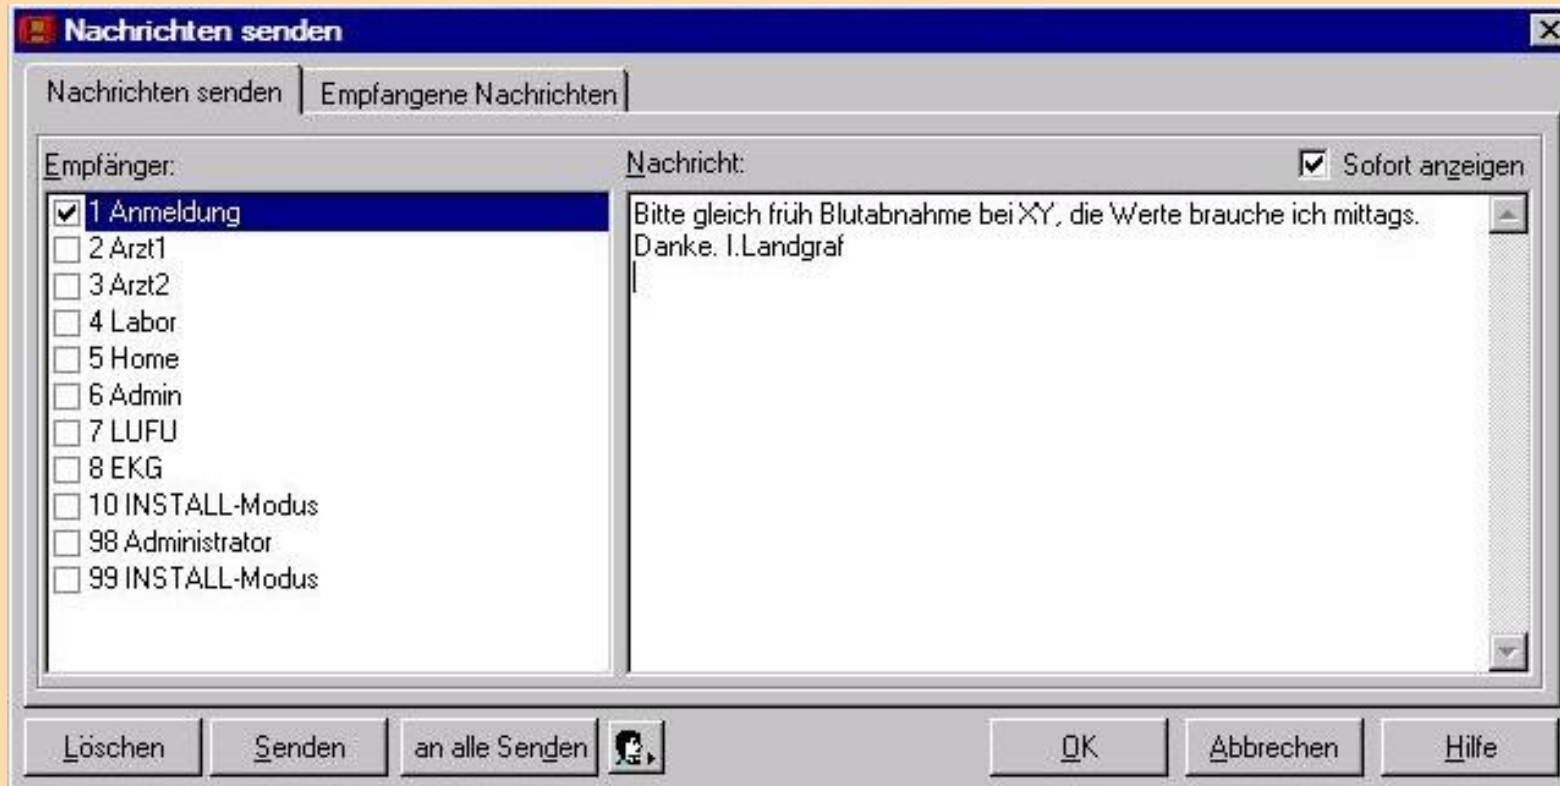 Nachrichten senden
Nachrichten senden
Empfangene Nachrichten
Empfänger:
1 Anmeldung
2 Arzt1
3 Arzt2
4 Labor
5 Home
6 Admin
7 LUFU
8 EKG
10 INSTALL-Modus
98 Administrator
99 INSTALL-Modus
Nachricht:
Sofort anzeigen
Bitte gleich früh Blutabnahme bei XY, die Werte brauche ich mittags.
Danke. I.Landgraf
Löschen
Senden
an alle Senden
OK
Abbrechen
Hilfe